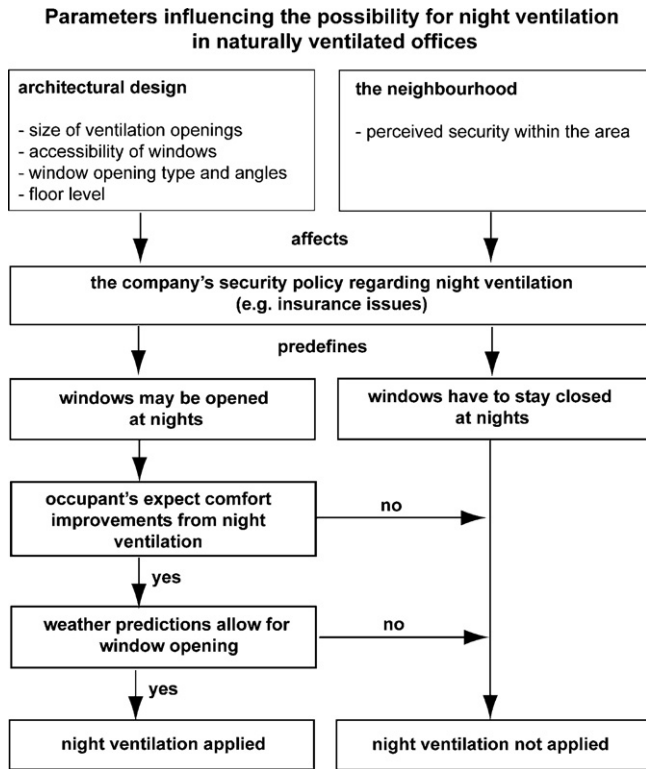 Parameters influencing the possibility for night ventilation
in naturally ventilated offices
architectural design
- size of ventilation openings
- accessibility of windows
- window opening type and angles
- floor level
the neighbourhood
- perceived security within the area
affects
the company's security policy regarding night ventilation
(e.g. insurance issues)
predefines
windows may be opened
at nights
windows have to stay closed
at nights
occupant's expect comfort
improvements from night
ventilation
no
yes
weather predictions allow for
window opening
no
yes
night ventilation applied
night ventilation not applied